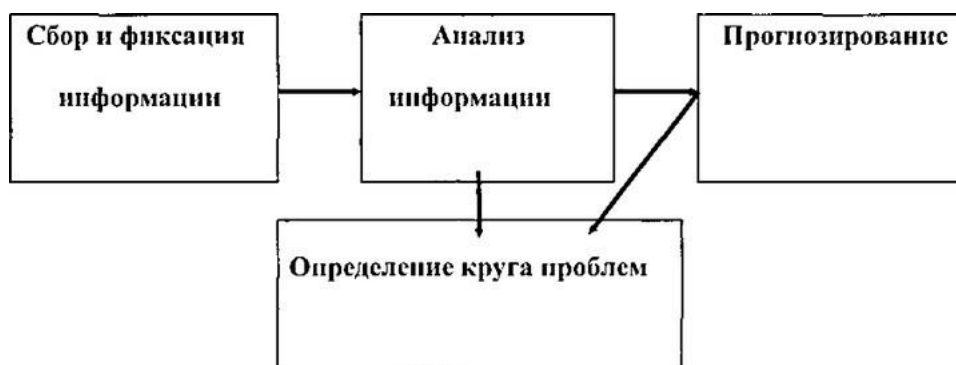 Сбор и фиксация
информации
Анализ
информации
Прогнозирование
Определение круга проблем